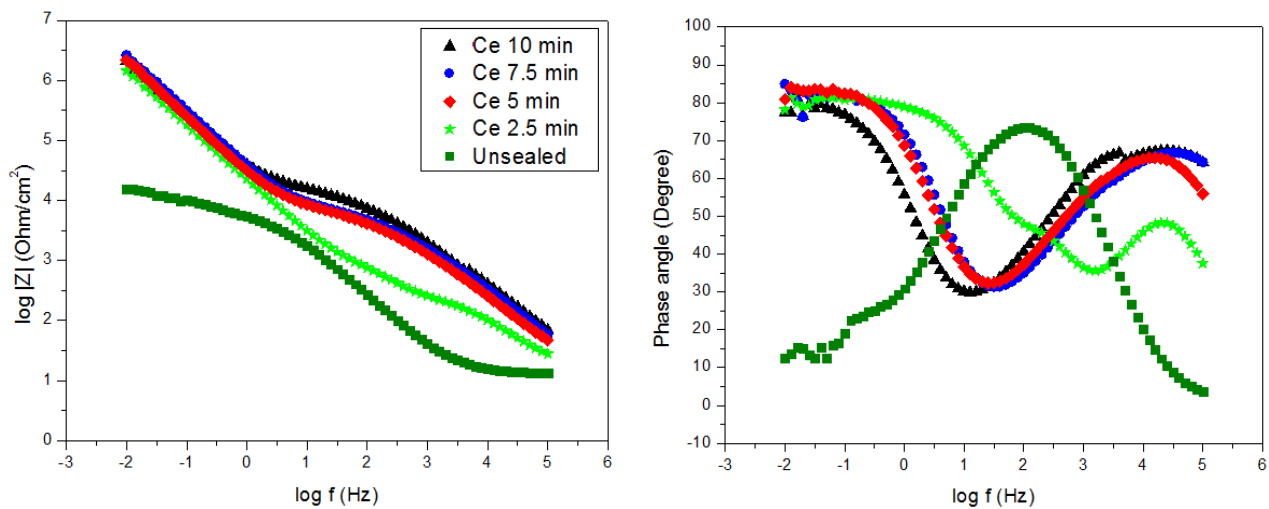 7
6
5
4
3
2
1
0
-3 -2 -1 0 1 2 3 4 5 6
log |Z| (Ohm/cm²)
log f (Hz)
Ce 10 min
Ce 7.5 min
Ce 5 min
Ce 2.5 min
Unsealed
100
90
80
70
60
50
40
30
20
10
0
-10
-2 -1 0 1 2 3 4 5 6
Phase angle (Degree)
log f (Hz)